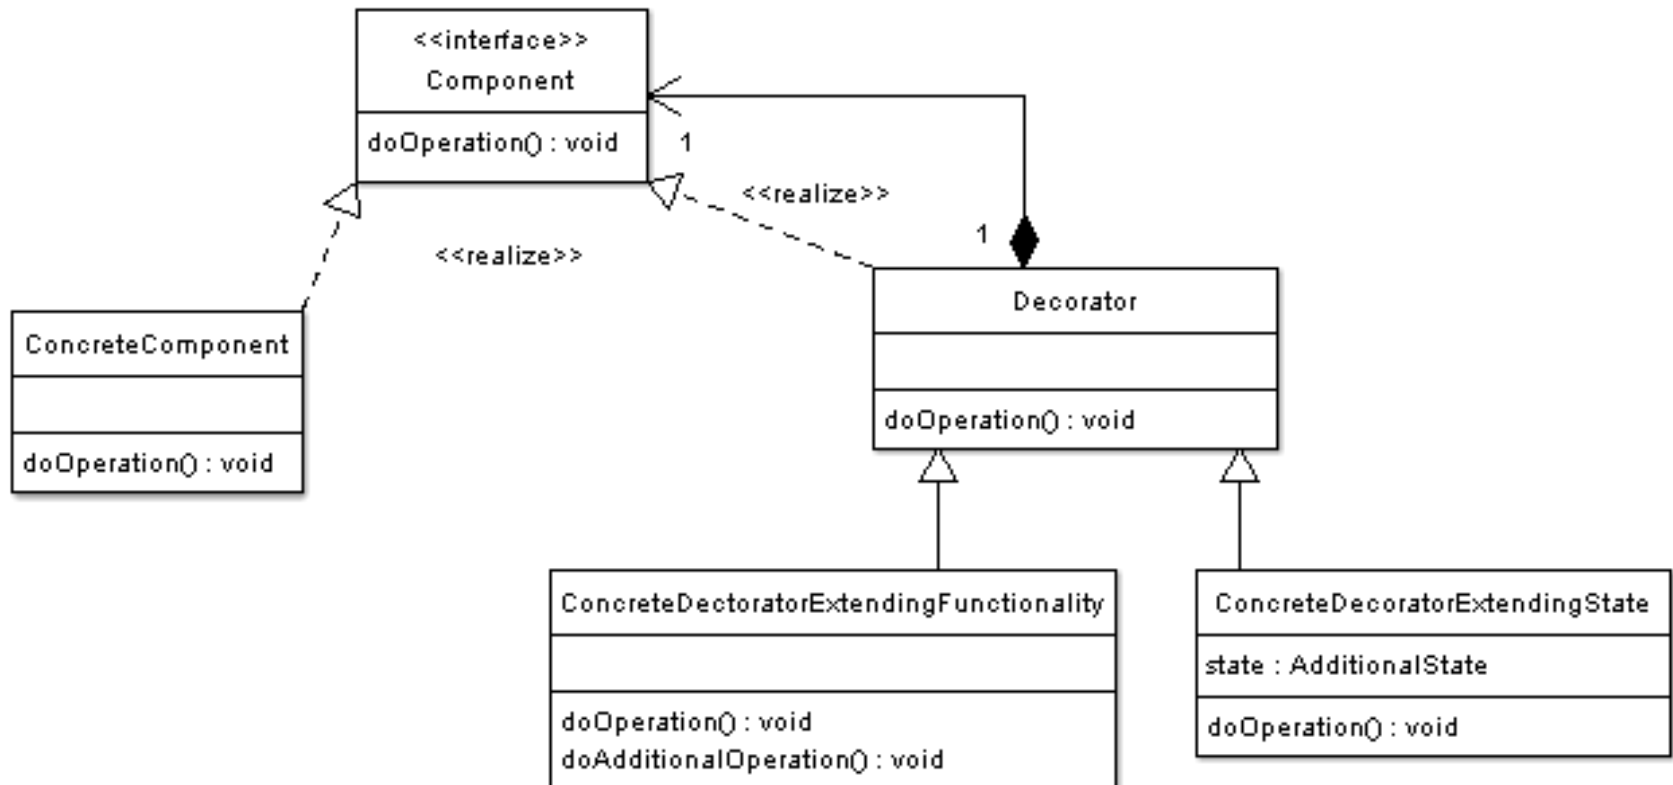 <<interface>>
Component
doOperation() : void
1
<<realize>>
1
<<realize>>
Decorator
doOperation() : void
ConcreteComponent
doOperation() : void
ConcreteDectoratorExtendingFunctionality
doOperation() : void
doAdditionalOperation() : void
ConcreteDecoratorExtendingState
state : AdditionalState
doOperation() : void